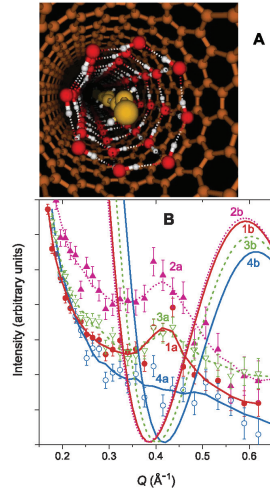 A
B
2b
1b
3b
4b
2a
3a
1a
4a
Intensity (arbitrary units)
0.2 0.3 0.4 0.5 0.6
Q (Å⁻¹)